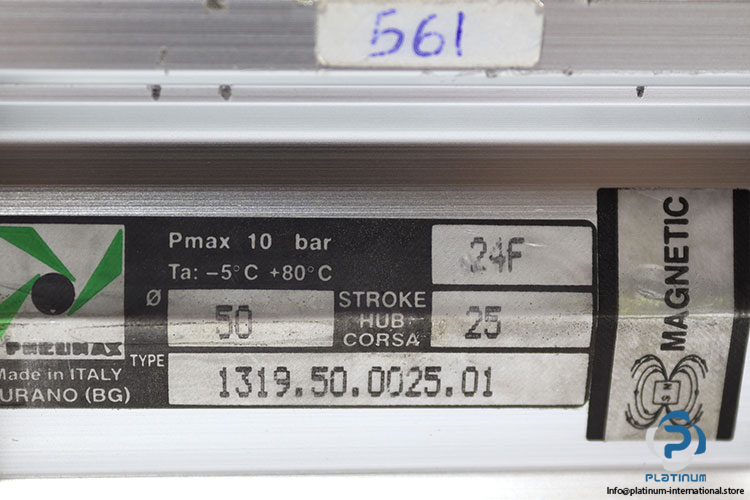 561
Pmax 10 bar
Ta: –5°C +80°C
24F
Ø
50
STROKE
HUB
CORSA
25
PNEUMAX
Made in ITALY
URANO (BG)
TYPE
1319.50.0025.01
MAGNETIC
S N
PLATINUM
Info@platinum-international.store